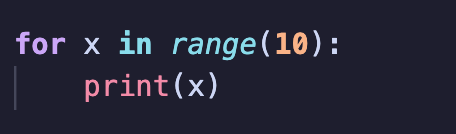 for x in range(10):
    print(x)